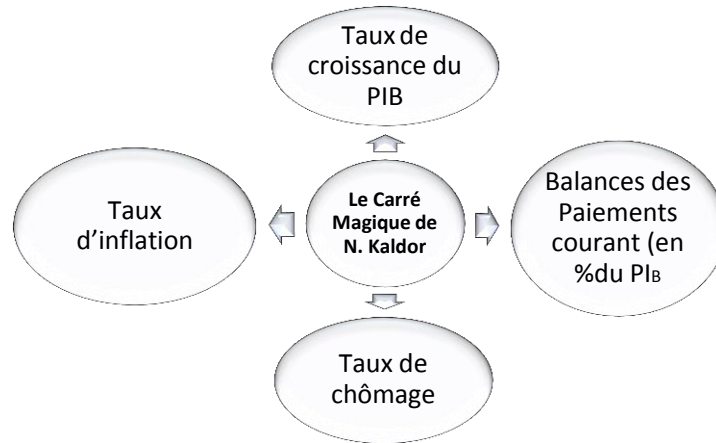 Taux de
croissance du
PIB
Taux
d’inflation
Le Carré
Magique de
N. Kaldor
Balances des
Paiements
courant (en
%du PIB
Taux de
chômage